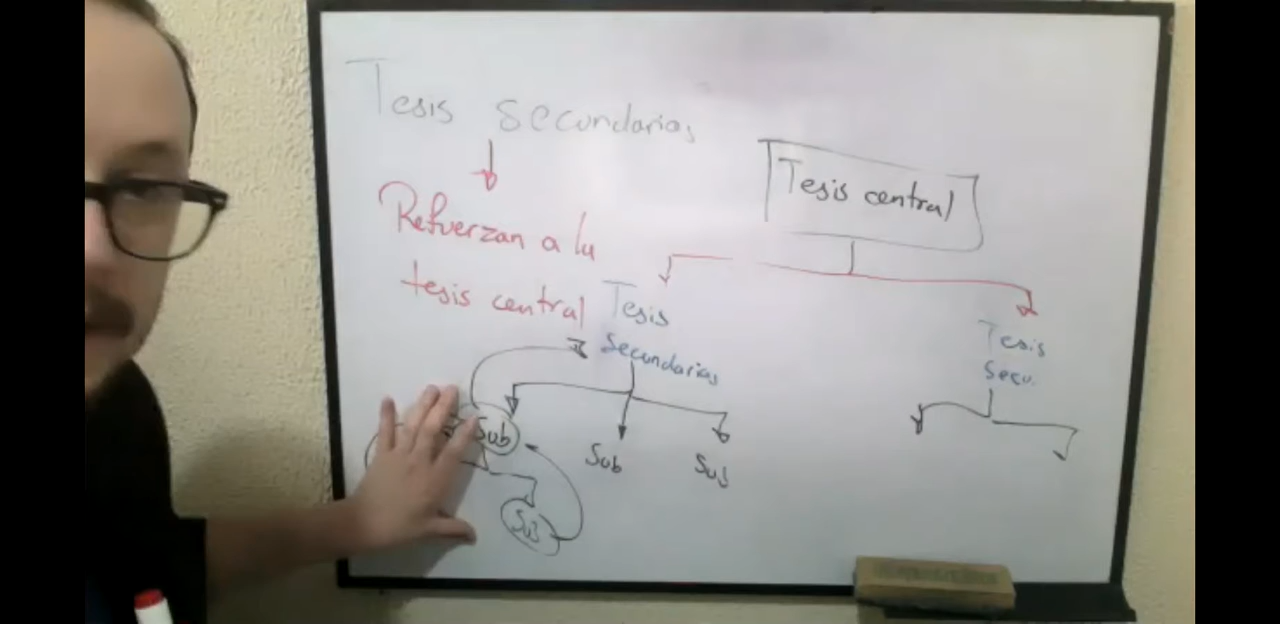 Tesis secundarias
Refuerzan a la
tesis central
Tesis central
Tesis
Secundarias
Tesis
Secu.
Sub
Sub
Sub
Sub